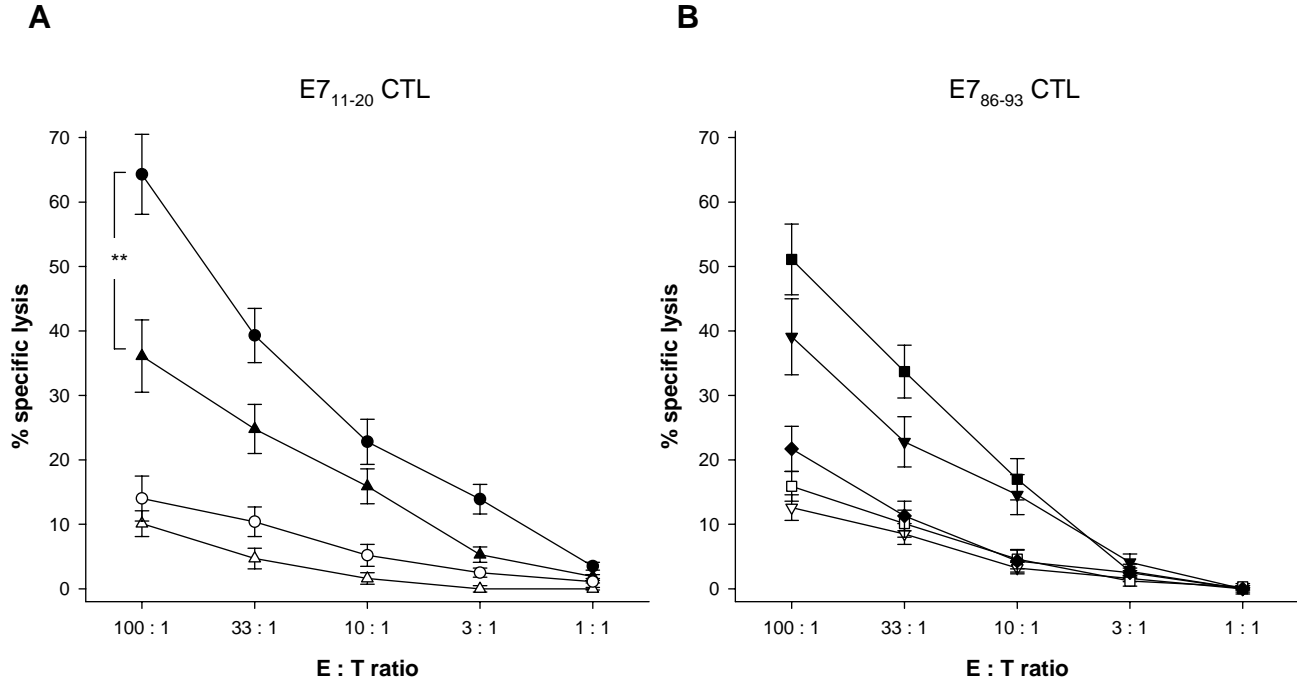 A
E7₁₁₋₂₀ CTL
% specific lysis
70
60
50
40
30
20
10
0
**
100 : 1
33 : 1
10 : 1
3 : 1
1 : 1
E : T ratio
B
E7₈₆₋₉₃ CTL
% specific lysis
70
60
50
40
30
20
10
0
100 : 1
33 : 1
10 : 1
3 : 1
1 : 1
E : T ratio